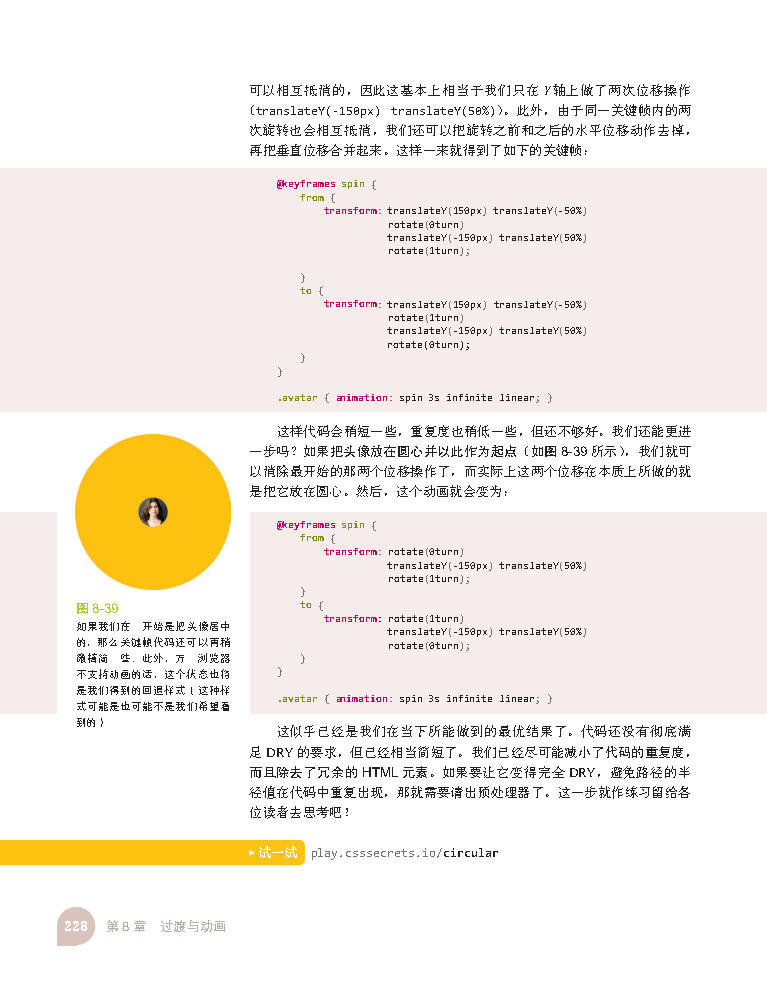 可以相互抵消的，因此这基本上相当于我们只在 Y 轴上做了两次位移操作
(translateY(-150px) translateY(50%))。此外，由于同一关键帧内的两
次旋转也会相互抵消，我们还可以把旋转之前和之后的水平位移动作去掉，
再把垂直位移合并起来。这样一来就得到了如下的关键帧：
@keyframes spin {
from {
transform: translateY(150px) translateY(-50%)
rotate(0turn)
translateY(-150px) translateY(50%)
rotate(1turn);
}
to {
transform: translateY(150px) translateY(-50%)
rotate(1turn)
translateY(-150px) translateY(50%)
rotate(0turn);
}
}
.avatar { animation: spin 3s infinite linear; }
这样代码会稍短一些，重复度也稍低一些，但还不够好。我们还能更进
一步吗？如果把头像放在圆心并以此作为起点（如图 8-39 所示），我们就可
以消除最开始的那两个位移操作了，而实际上这两个位移在本质上所做的就
是把它放在圆心。然后，这个动画就会变为：
@keyframes spin {
from {
transform: rotate(0turn)
translateY(-150px) translateY(50%)
rotate(1turn);
}
to {
transform: rotate(1turn)
translateY(-150px) translateY(50%)
rotate(0turn);
}
}
.avatar { animation: spin 3s infinite linear; }
图 8-39
如果我们在 开始是把头像居中
的，那么关键帧代码还可以再稍
微精简 些。此外，万 浏览器
不支持动画的话，这个状态也将
是我们得到的回退样式（这种样
式可能是也可能不是我们希望看
到的）
这似乎已经是我们在当下所能做到的最优结果了。代码还没有彻底满
足 DRY 的要求，但已经相当简短了。我们已经尽可能减小了代码的重复度，
而且除去了冗余的 HTML 元素。如果要让它变得完全 DRY，避免路径的半
径值在代码中重复出现，那就需要请出预处理器了。这一步就作练习留给各
位读者去思考吧！
▶ 试一试 play.csssecrets.io/circular
228 第 8 章 过渡与动画